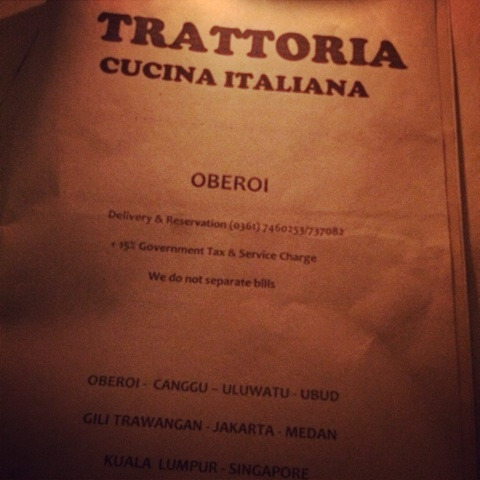 TRATTORIA
CUCINA ITALIANA
OBEROI
Delivery & Reservation (0361) 7460253/737082
+ 15% Government Tax & Service Charge
We do not separate bills
OBEROI - CANGGU - ULUWATU - UBUD
GILI TRAWANGAN - JAKARTA - MEDAN
KUALA LUMPUR - SINGAPORE